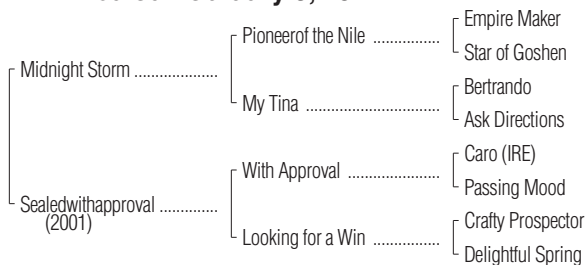 Empire Maker
Pioneerof the Nile ................
Star of Goshen
Midnight Storm ....................
Bertrando
My Tina ................................
Ask Directions
Caro (IRE)
With Approval ......................
Passing Mood
Sealedwithapproval ..............
(2001)
Crafty Prospector
Looking for a Win ................
Delightful Spring